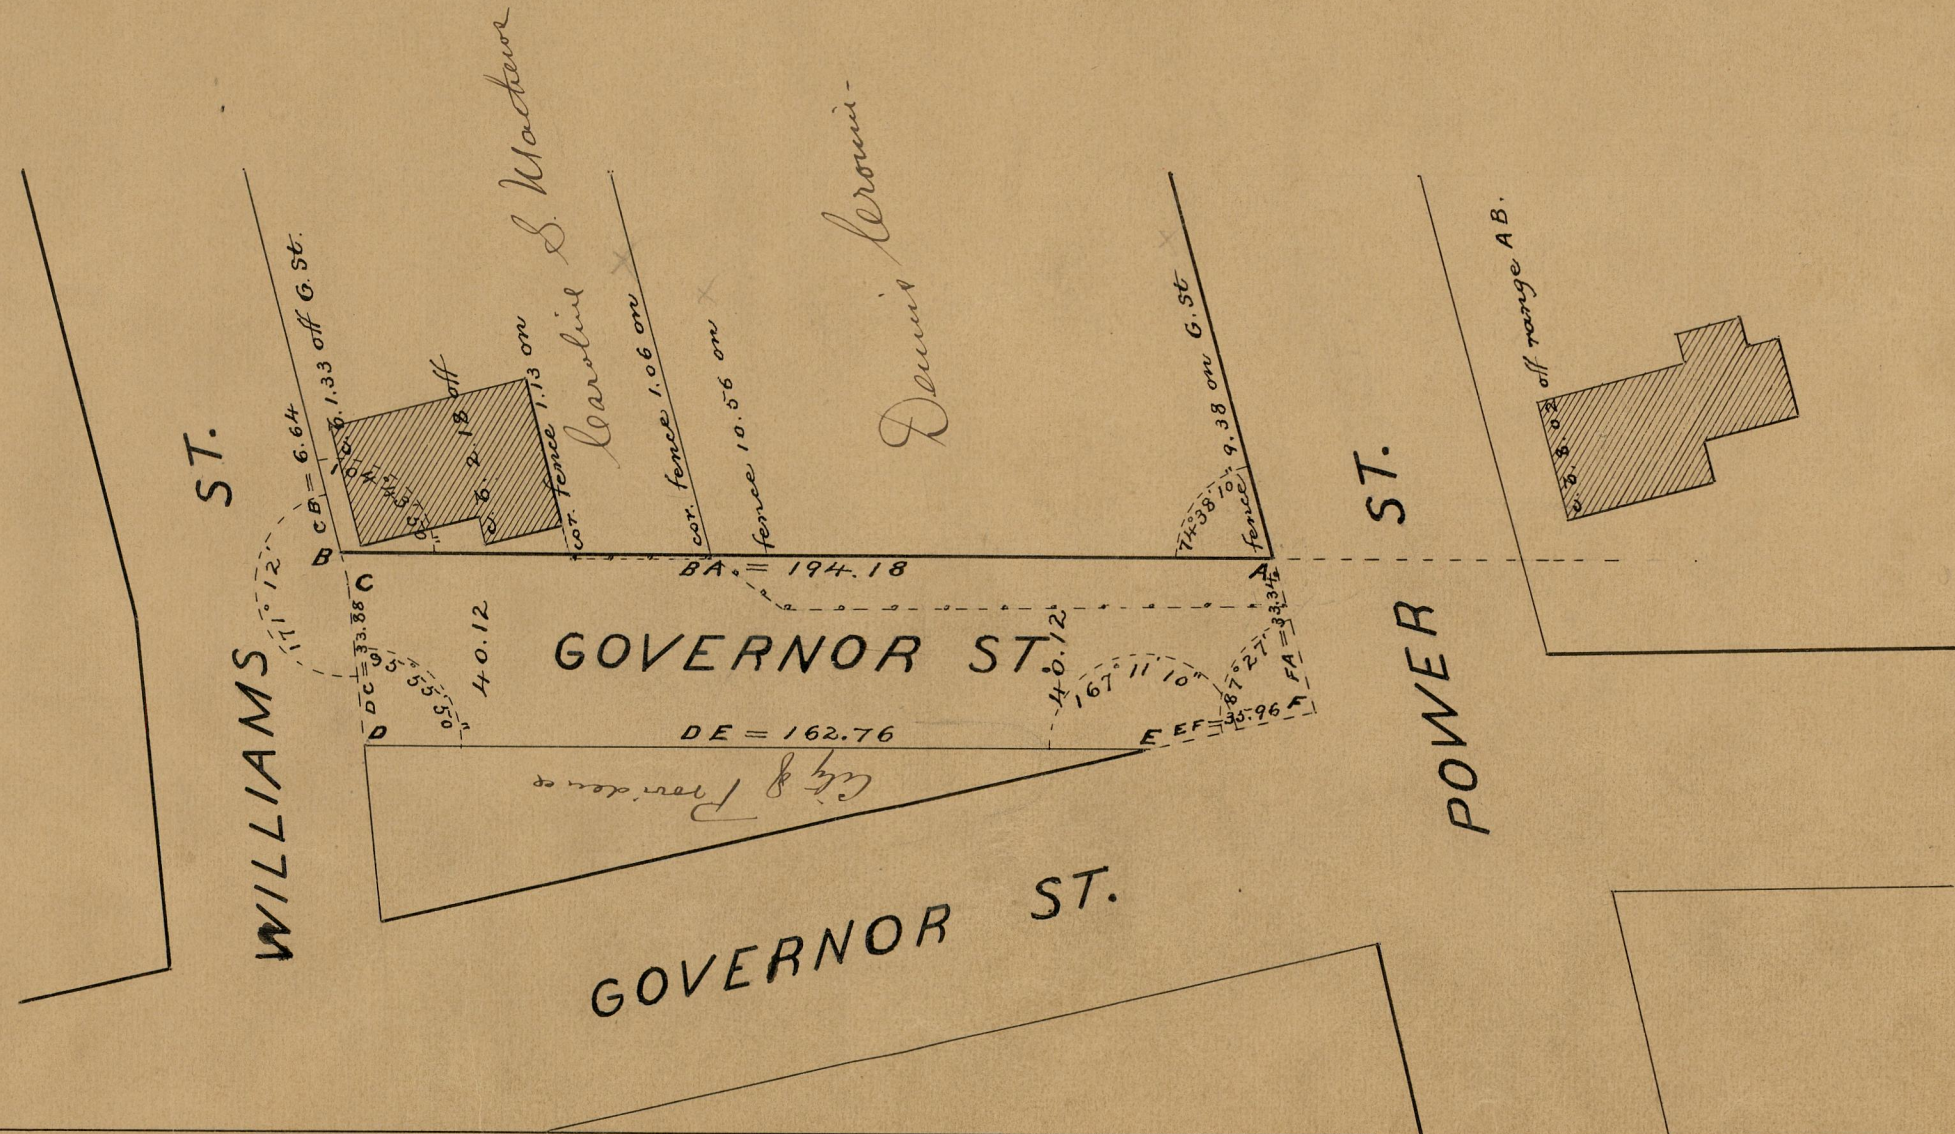 WILLIAMS ST.
CB = 6.64
c.b. 1.33 off G. St.
c.b. 2.18 off
cor. fence 1.13 on
Caroline S.
cor. fence 1.06 on
fence 10.56 on
Dennis
74° 38' 10"
fence 9.38 on G. St
POWER ST.
c.b. 8.02 off range AB.
B
C
BA. = 194.18
A
171° 12'
DC = 33.88
40.12
GOVERNOR ST.
40.12
167° 11' 10"
87° 27'
FA = 33.34
D
DE = 162.76
E
EF = 35.96
F
City of
Providence
GOVERNOR ST.